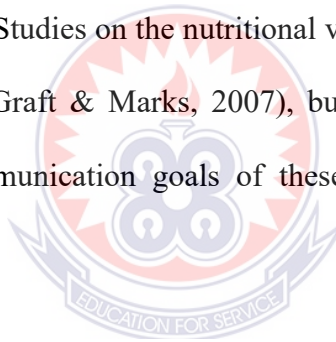 Studies on the nutritional v
Graft & Marks, 2007), bu
munication goals of these
EDUCATION FOR SERVICE